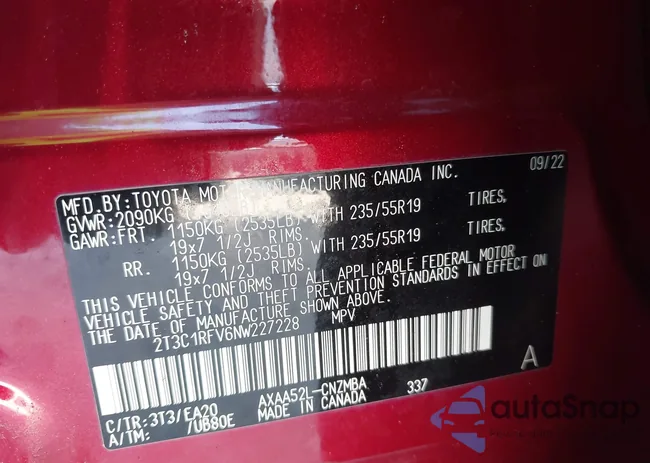 MFD.BY:TOYOTA MOTOR MANUFACTURING CANADA INC. 09/22
GVWR:2090KG
GAWR:FRT. 1150KG (2535LB) WITH 235/55R19 TIRES,
19x7 1/2J RIMS.
RR. 1150KG (2535LB) WITH 235/55R19 TIRES,
19x7 1/2J RIMS.
THIS VEHICLE CONFORMS TO ALL APPLICABLE FEDERAL MOTOR
VEHICLE SAFETY AND THEFT PREVENTION STANDARDS IN EFFECT ON
THE DATE OF MANUFACTURE SHOWN ABOVE.
2T3C1RFV6NW227228 MPV
A
C/TR:3T3/EA20 AXAA52L-CNZMBA 337
A/TM: /UB80E MADE IN CANADA
autaSnap